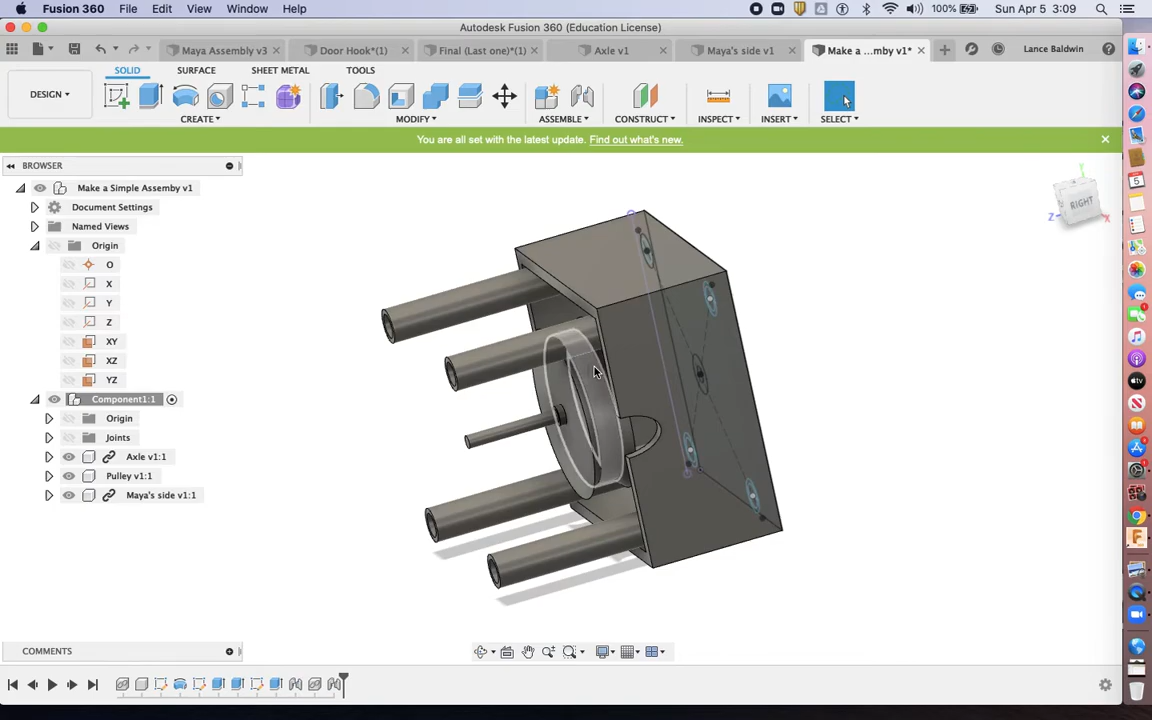 Fusion 360 File Edit View Window Help 100% Sun Apr 5 3:09
Autodesk Fusion 360 (Education License)
Maya Assembly v3 Door Hook*(1) Final (Last one)*(1) Axle v1 Maya's side v1 Make a ...mby v1* Lance Baldwin
SOLID SURFACE SHEET METAL TOOLS
DESIGN
CREATE MODIFY ASSEMBLE CONSTRUCT INSPECT INSERT SELECT
You are all set with the latest update. Find out what's new.
BROWSER
Make a Simple Assemby v1
Document Settings
Named Views
Origin
O
X
Y
Z
XY
XZ
YZ
Component1:1
Origin
Joints
Axle v1:1
Pulley v1:1
Maya's side v1:1
Y
RIGHT
Z X
COMMENTS